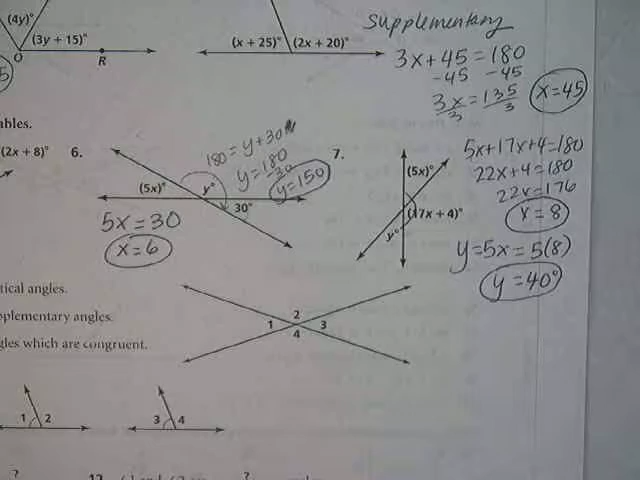 (4y)°
(3y + 15)°
O
R
5
(x + 25)° (2x + 20)°
Supplementary
3x+45=180
-45 -45
3x/3=135/3
x=45
ables.
(2x + 8)°
6.
(5x)°
y°
30°
180=y+30
y=180
-30
y=150
5x=30
x=6
7.
(5x)°
(17x + 4)°
y°
5x+17x+4=180
22x+4=180
22x=176
x=8
y=5x=5(8)
y=40°
tical angles.
pplementary angles.
gles which are congruent.
1 2 3 4
1 2
3 4
?
?